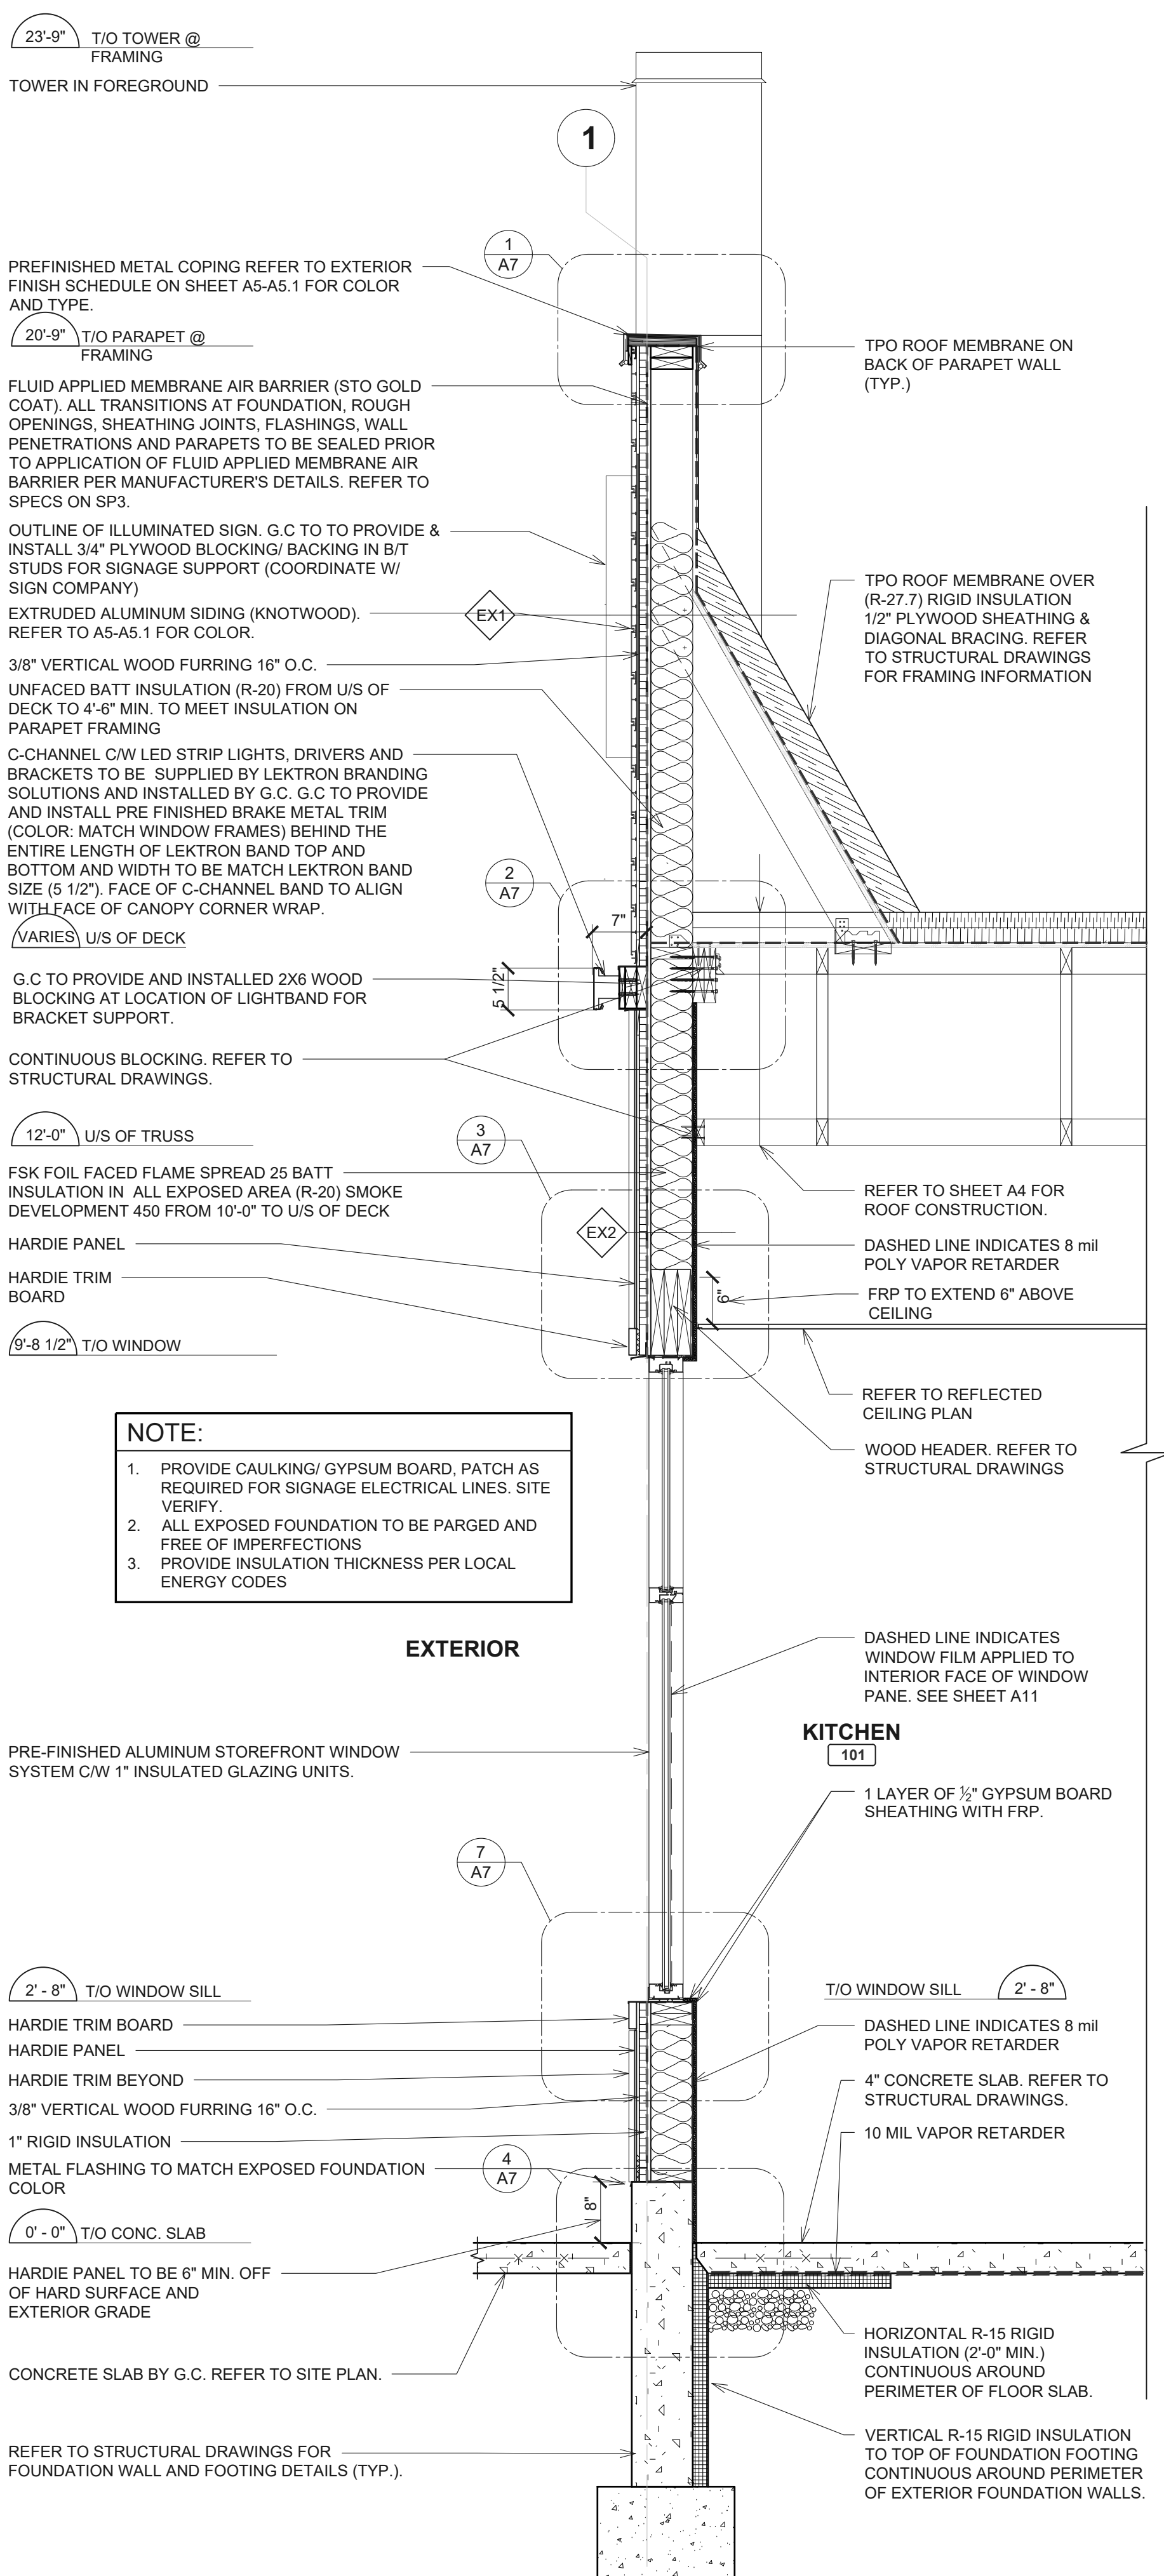 23'-9"
T/O TOWER @
FRAMING
TOWER IN FOREGROUND
1
1
A7
PREFINISHED METAL COPING REFER TO EXTERIOR
FINISH SCHEDULE ON SHEET A5-A5.1 FOR COLOR
AND TYPE.
20'-9"
T/O PARAPET @
FRAMING
TPO ROOF MEMBRANE ON
BACK OF PARAPET WALL
(TYP.)
FLUID APPLIED MEMBRANE AIR BARRIER (STO GOLD
COAT). ALL TRANSITIONS AT FOUNDATION, ROUGH
OPENINGS, SHEATHING JOINTS, FLASHINGS, WALL
PENETRATIONS AND PARAPETS TO BE SEALED PRIOR
TO APPLICATION OF FLUID APPLIED MEMBRANE AIR
BARRIER PER MANUFACTURER'S DETAILS. REFER TO
SPECS ON SP3.
OUTLINE OF ILLUMINATED SIGN. G.C TO TO PROVIDE &
INSTALL 3/4" PLYWOOD BLOCKING/ BACKING IN B/T
STUDS FOR SIGNAGE SUPPORT (COORDINATE W/
SIGN COMPANY)
TPO ROOF MEMBRANE OVER
(R-27.7) RIGID INSULATION
1/2" PLYWOOD SHEATHING &
DIAGONAL BRACING. REFER
TO STRUCTURAL DRAWINGS
FOR FRAMING INFORMATION
EXTRUDED ALUMINUM SIDING (KNOTWOOD).
REFER TO A5-A5.1 FOR COLOR.
EX1
3/8" VERTICAL WOOD FURRING 16" O.C.
UNFACED BATT INSULATION (R-20) FROM U/S OF
DECK TO 4'-6" MIN. TO MEET INSULATION ON
PARAPET FRAMING
C-CHANNEL C/W LED STRIP LIGHTS, DRIVERS AND
BRACKETS TO BE SUPPLIED BY LEKTRON BRANDING
SOLUTIONS AND INSTALLED BY G.C. G.C TO PROVIDE
AND INSTALL PRE FINISHED BRAKE METAL TRIM
(COLOR: MATCH WINDOW FRAMES) BEHIND THE
ENTIRE LENGTH OF LEKTRON BAND TOP AND
BOTTOM AND WIDTH TO BE MATCH LEKTRON BAND
SIZE (5 1/2"). FACE OF C-CHANNEL BAND TO ALIGN
WITH FACE OF CANOPY CORNER WRAP.
2
A7
7"
VARIES
U/S OF DECK
5 1/2"
G.C TO PROVIDE AND INSTALLED 2X6 WOOD
BLOCKING AT LOCATION OF LIGHTBAND FOR
BRACKET SUPPORT.
CONTINUOUS BLOCKING. REFER TO
STRUCTURAL DRAWINGS.
12'-0"
U/S OF TRUSS
3
A7
FSK FOIL FACED FLAME SPREAD 25 BATT
INSULATION IN ALL EXPOSED AREA (R-20) SMOKE
DEVELOPMENT 450 FROM 10'-0" TO U/S OF DECK
REFER TO SHEET A4 FOR
ROOF CONSTRUCTION.
EX2
HARDIE PANEL
DASHED LINE INDICATES 8 mil
POLY VAPOR RETARDER
HARDIE TRIM
BOARD
6"
FRP TO EXTEND 6" ABOVE
CEILING
9'-8 1/2"
T/O WINDOW
REFER TO REFLECTED
CEILING PLAN
WOOD HEADER. REFER TO
STRUCTURAL DRAWINGS
NOTE:
1. PROVIDE CAULKING/ GYPSUM BOARD, PATCH AS
REQUIRED FOR SIGNAGE ELECTRICAL LINES. SITE
VERIFY.
2. ALL EXPOSED FOUNDATION TO BE PARGED AND
FREE OF IMPERFECTIONS
3. PROVIDE INSULATION THICKNESS PER LOCAL
ENERGY CODES
EXTERIOR
DASHED LINE INDICATES
WINDOW FILM APPLIED TO
INTERIOR FACE OF WINDOW
PANE. SEE SHEET A11
KITCHEN
101
PRE-FINISHED ALUMINUM STOREFRONT WINDOW
SYSTEM C/W 1" INSULATED GLAZING UNITS.
1 LAYER OF ½" GYPSUM BOARD
SHEATHING WITH FRP.
7
A7
2' - 8"
T/O WINDOW SILL
T/O WINDOW SILL
2' - 8"
HARDIE TRIM BOARD
HARDIE PANEL
HARDIE TRIM BEYOND
3/8" VERTICAL WOOD FURRING 16" O.C.
1" RIGID INSULATION
METAL FLASHING TO MATCH EXPOSED FOUNDATION
COLOR
DASHED LINE INDICATES 8 mil
POLY VAPOR RETARDER
4" CONCRETE SLAB. REFER TO
STRUCTURAL DRAWINGS.
10 MIL VAPOR RETARDER
4
A7
8"
0' - 0"
T/O CONC. SLAB
HARDIE PANEL TO BE 6" MIN. OFF
OF HARD SURFACE AND
EXTERIOR GRADE
CONCRETE SLAB BY G.C. REFER TO SITE PLAN.
HORIZONTAL R-15 RIGID
INSULATION (2'-0" MIN.)
CONTINUOUS AROUND
PERIMETER OF FLOOR SLAB.
REFER TO STRUCTURAL DRAWINGS FOR
FOUNDATION WALL AND FOOTING DETAILS (TYP.).
VERTICAL R-15 RIGID INSULATION
TO TOP OF FOUNDATION FOOTING
CONTINUOUS AROUND PERIMETER
OF EXTERIOR FOUNDATION WALLS.